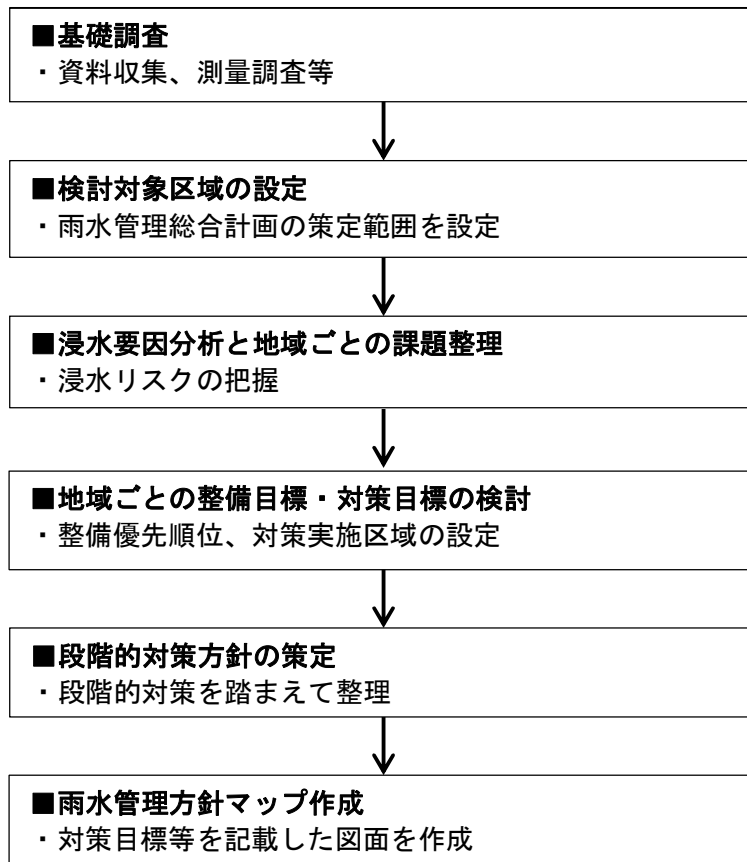 ■基礎調査
・資料収集、測量調査等
■検討対象区域の設定
・雨水管理総合計画の策定範囲を設定
■浸水要因分析と地域ごとの課題整理
・浸水リスクの把握
■地域ごとの整備目標・対策目標の検討
・整備優先順位、対策実施区域の設定
■段階的対策方針の策定
・段階的対策を踏まえて整理
■雨水管理方針マップ作成
・対策目標等を記載した図面を作成